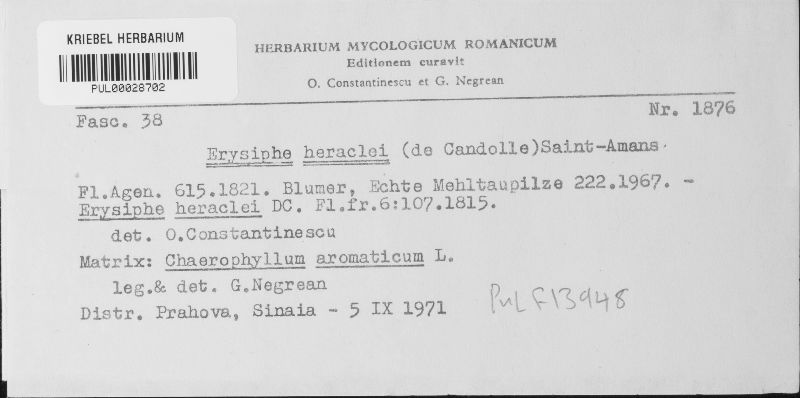 KRIEBEL HERBARIUM
PUL00028702
HERBARIUM MYCOLOGICUM ROMANICUM
Editionem curavit
O. Constantinescu et G. Negrean
Fasc. 38 Nr. 1876
Erysiphe heraclei (de Candolle)Saint-Amans.
Fl.Agen. 615.1821. Blumer, Echte Mehltaupilze 222.1967. -
Erysiphe heraclei DC. Fl.fr.6:107.1815.
det. O.Constantinescu
Matrix: Chaerophyllum aromaticum L.
leg.& det. G.Negrean
Distr. Prahova, Sinaia - 5 IX 1971
PuL F13948